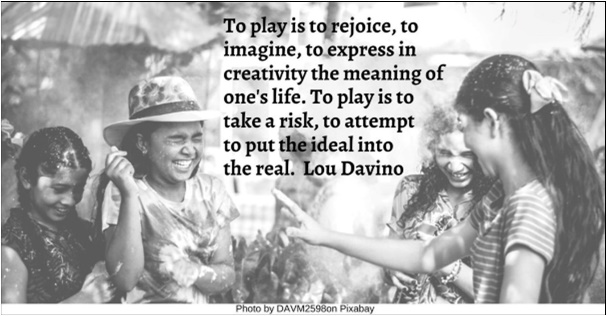 To play is to rejoice, to
imagine, to express in
creativity the meaning of
one's life. To play is to
take a risk, to attempt
to put the ideal into
the real. Lou Davino
Photo by DAVM2598on Pixabay